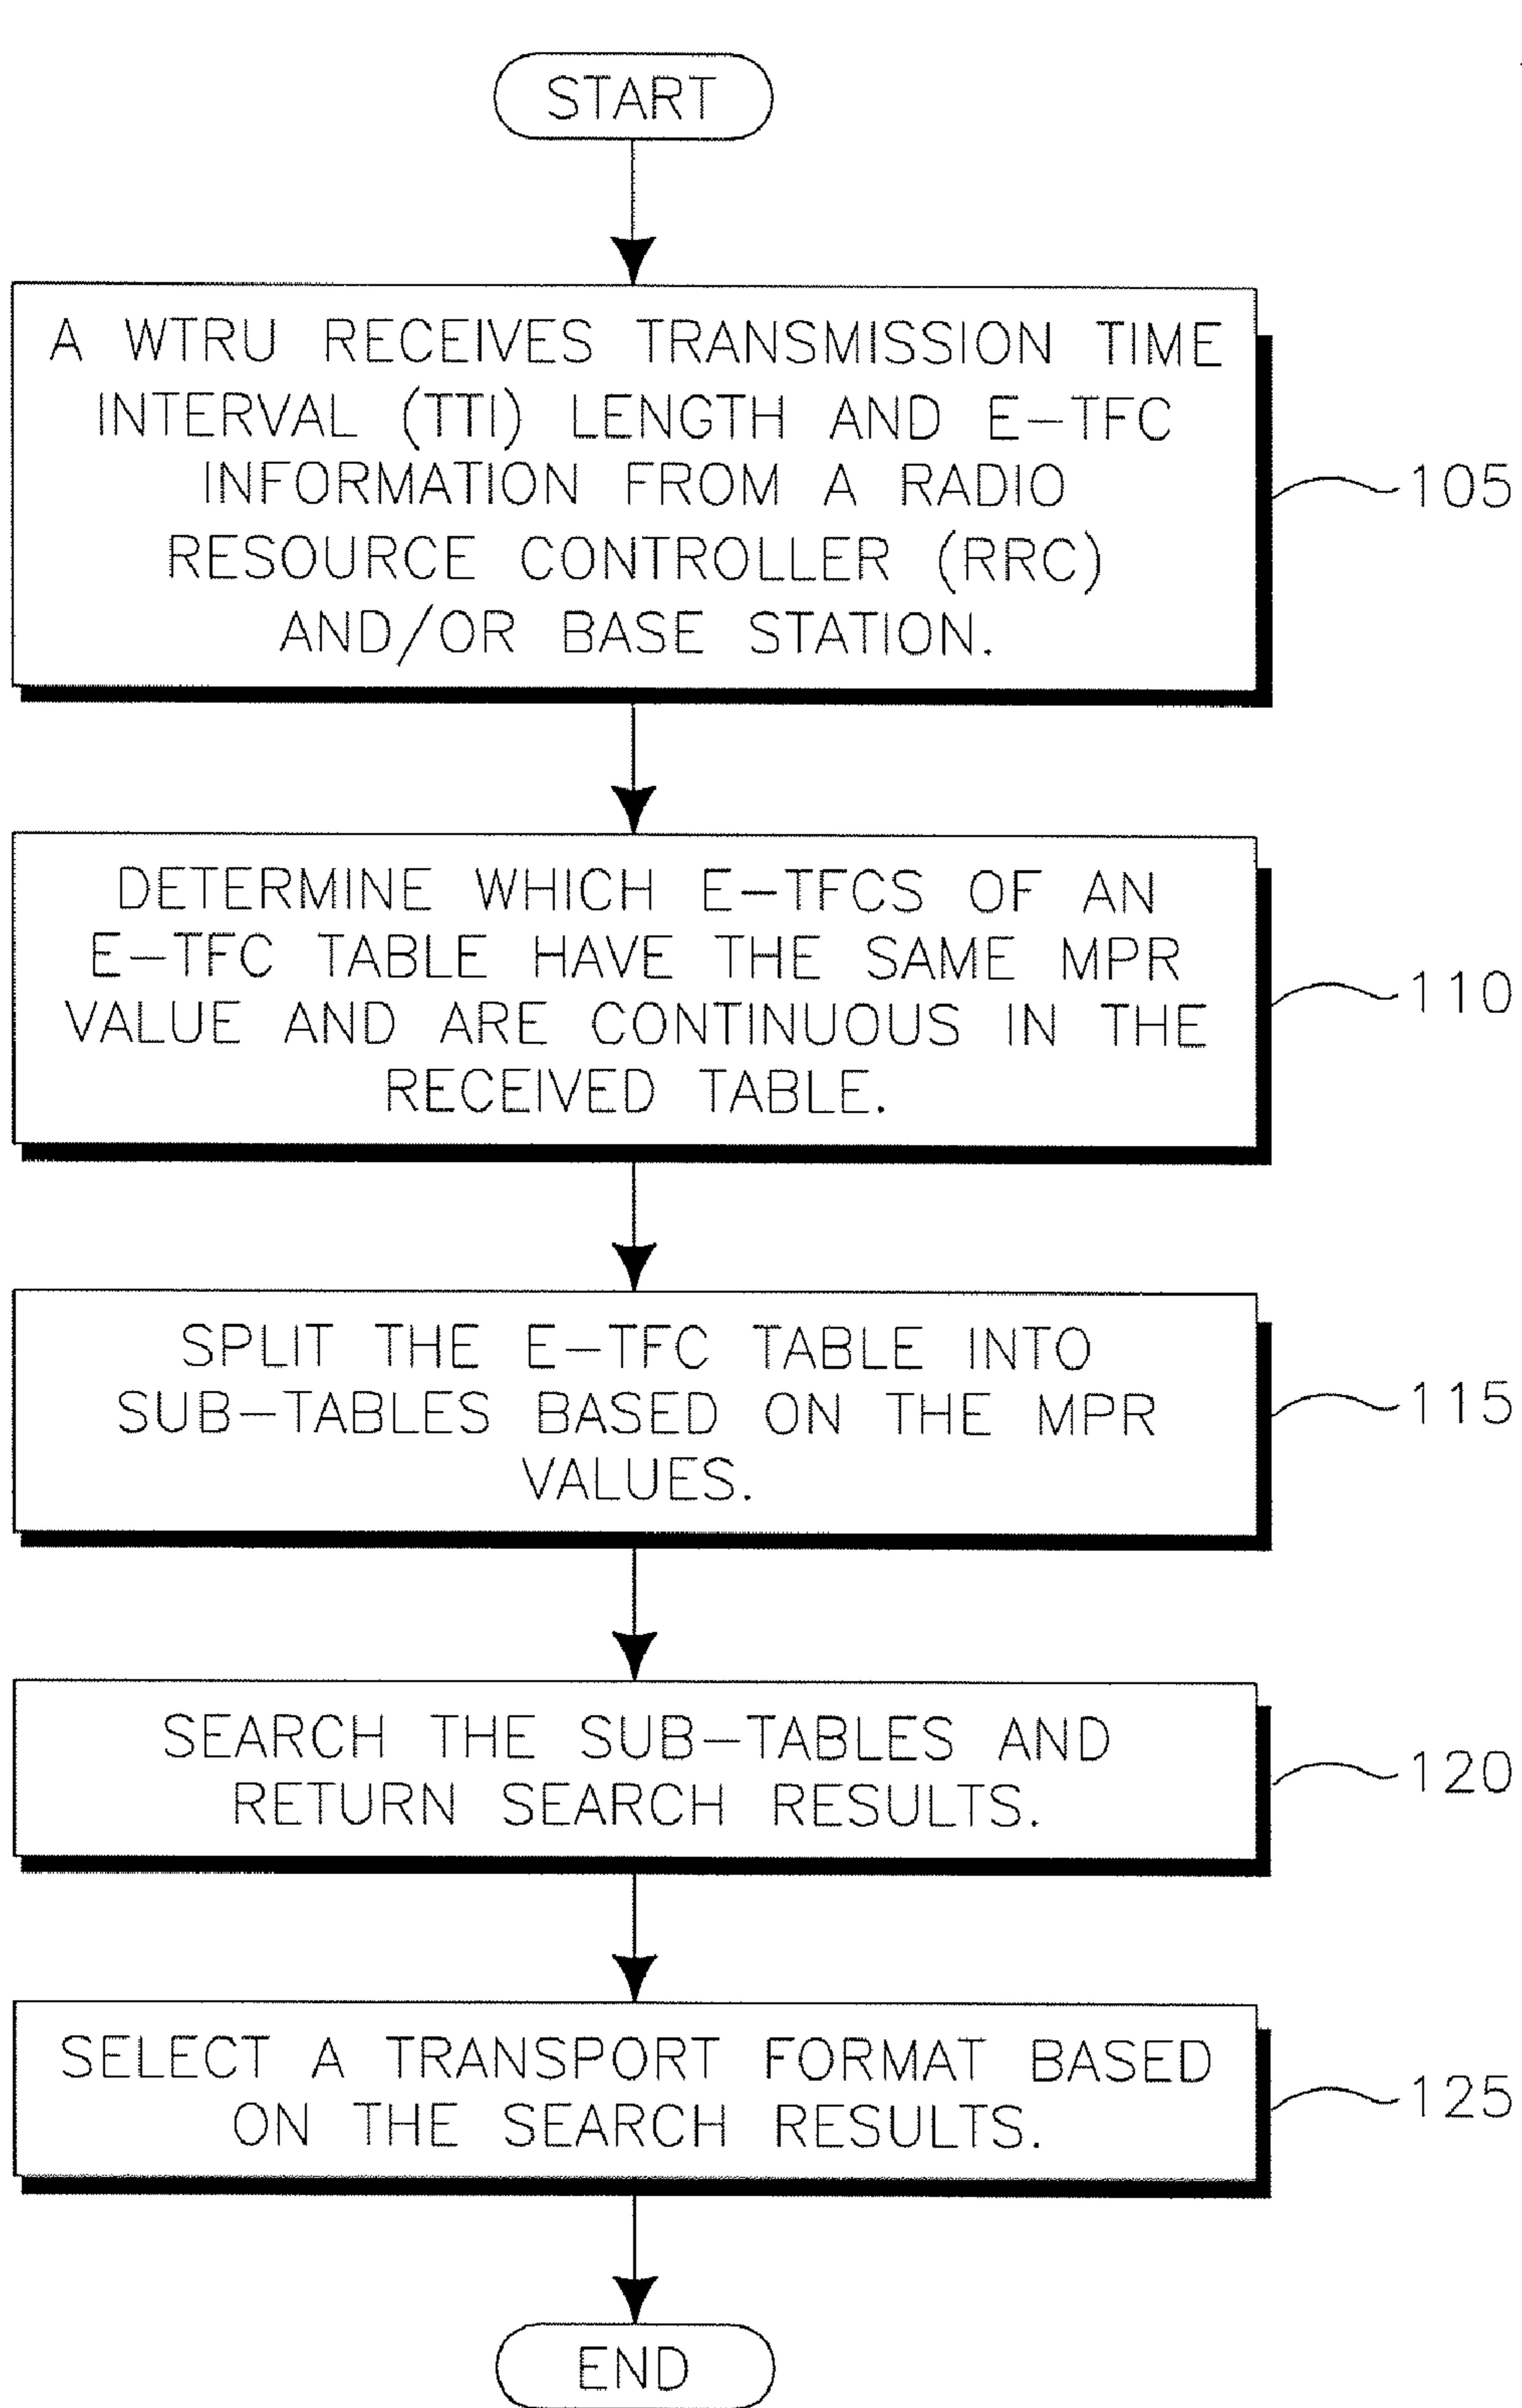 START
A WTRU RECEIVES TRANSMISSION TIME
INTERVAL (TTI) LENGTH AND E-TFC
INFORMATION FROM A RADIO
RESOURCE CONTROLLER (RRC)
AND/OR BASE STATION.
105
DETERMINE WHICH E-TFCS OF AN
E-TFC TABLE HAVE THE SAME MPR
VALUE AND ARE CONTINUOUS IN THE
RECEIVED TABLE.
110
SPLIT THE E-TFC TABLE INTO
SUB-TABLES BASED ON THE MPR
VALUES.
115
SEARCH THE SUB-TABLES AND
RETURN SEARCH RESULTS.
120
SELECT A TRANSPORT FORMAT BASED
ON THE SEARCH RESULTS.
125
END